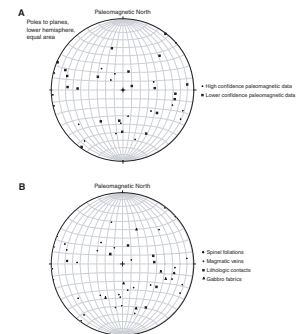 A
Paleomagnetic North
Poles to planes,
lower hemisphere,
equal area
High confidence paleomagnetic data
Lower confidence paleomagnetic data
B
Paleomagnetic North
Spinel foliations
Magmatic veins
Lithologic contacts
Gabbro fabrics